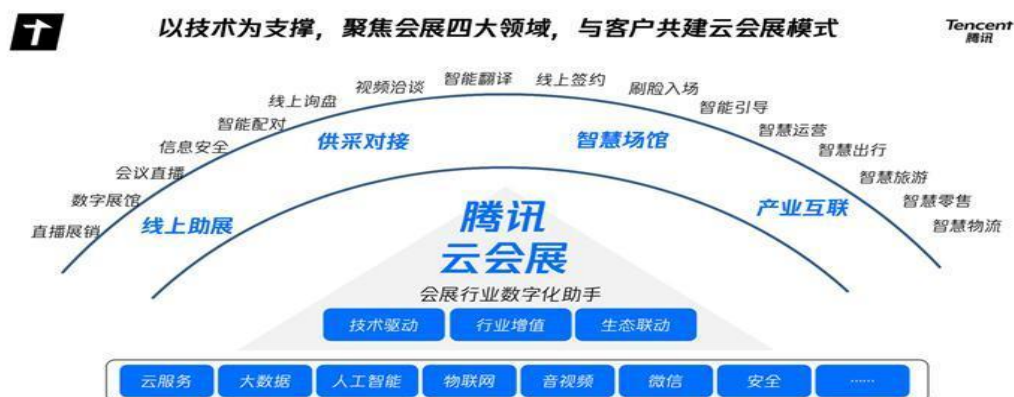 以技术为支撑，聚焦会展四大领域，与客户共建云会展模式
Tencent
腾讯
直播展销
数字展馆
会议直播
信息安全
智能配对
线上询盘
视频洽谈
智能翻译
线上签约
刷脸入场
智能引导
智慧运营
智慧出行
智慧旅游
智慧零售
智慧物流
线上助展
供采对接
智慧场馆
产业互联
腾讯
云会展
会展行业数字化助手
技术驱动 行业增值 生态联动
云服务 大数据 人工智能 物联网 音视频 微信 安全 ……